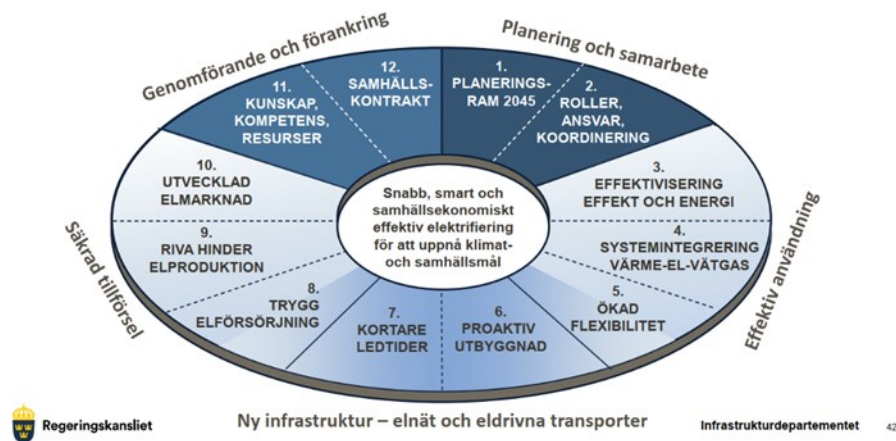 Genomförande och förankring
Planering och samarbete
12.
SAMHÄLLS-
KONTRAKT
1.
PLANERINGS-
RAM 2045
11.
KUNSKAP,
KOMPETENS,
RESURSER
2.
ROLLER,
ANSVAR,
KOORDINERING
10.
UTVECKLAD
ELMARKNAD
3.
EFFEKTIVISERING
EFFEKT OCH ENERGI
Snabb, smart och
samhällsekonomiskt
effektiv elektrifiering
för att uppnå klimat-
och samhällsmål
9.
RIVA HINDER
ELPRODUKTION
4.
SYSTEMINTEGRERING
VÄRME-EL-VÄTGAS
8.
TRYGG
ELFÖRSÖRJNING
7.
KORTARE
LEDTIDER
6.
PROAKTIV
UTBYGGNAD
5.
ÖKAD
FLEXIBILITET
Säkrad tillförsel
Effektiv användning
Ny infrastruktur – elnät och eldrivna transporter
Regeringskansliet
Infrastrukturdepartementet
42